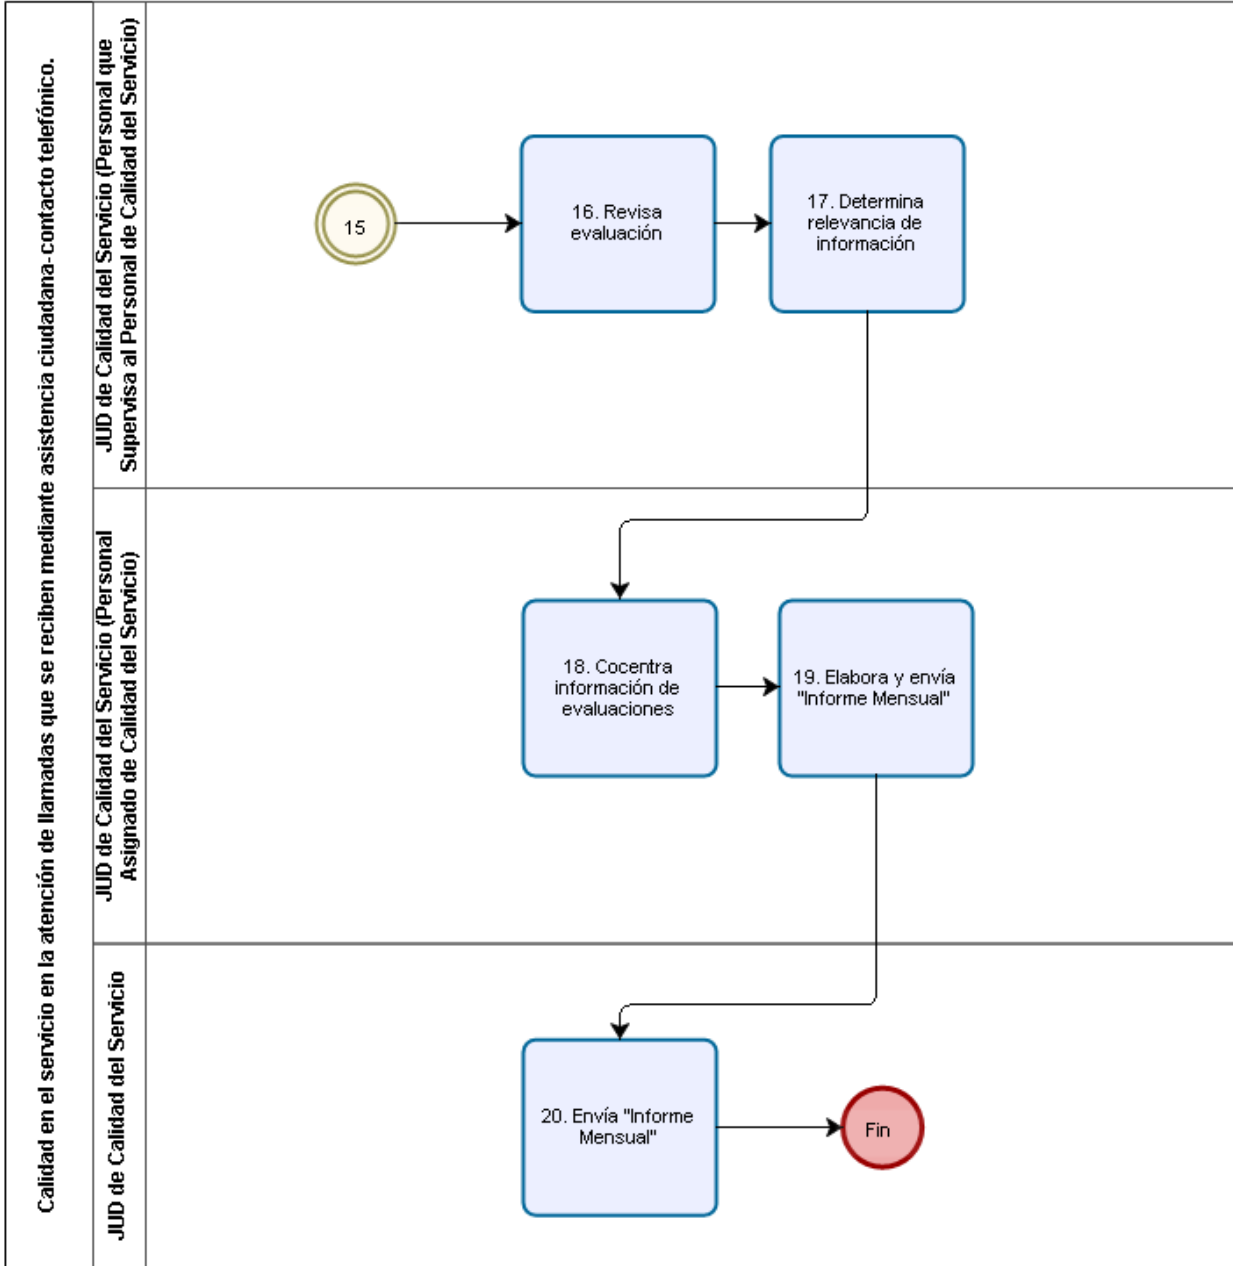 Calidad en el servicio en la atención de llamadas que se reciben mediante asistencia ciudadana-contacto telefónico.
JUD de Calidad del Servicio (Personal que
Supervisa al Personal de Calidad del Servicio)
15
16. Revisa
evaluación
17. Determina
relevancia de
información
JUD de Calidad del Servicio (Personal
Asignado de Calidad del Servicio)
18. Cocentra
información de
evaluaciones
19. Elabora y envía
"Informe Mensual"
JUD de Calidad del Servicio
20. Envía "Informe
Mensual"
Fin